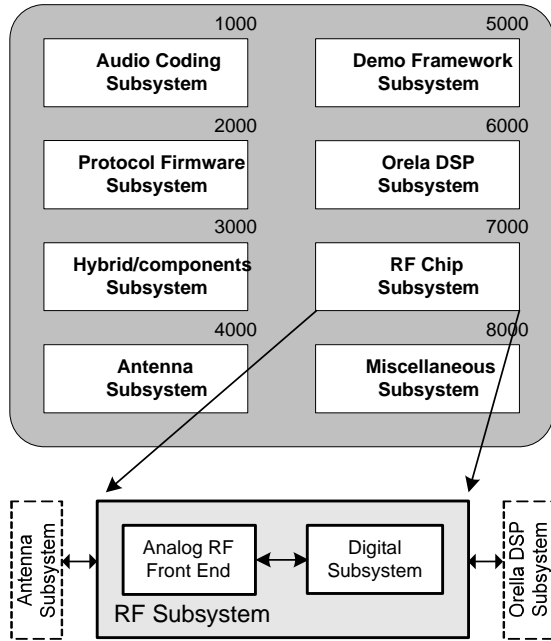 1000
5000
Audio Coding
Subsystem
Demo Framework
Subsystem
2000
6000
Protocol Firmware
Subsystem
Orela DSP
Subsystem
3000
7000
Hybrid/components
Subsystem
RF Chip
Subsystem
4000
8000
Antenna
Subsystem
Miscellaneous
Subsystem
Antenna
Subsystem
Analog RF
Front End
Digital
Subsystem
RF Subsystem
Orella DSP
Subsystem